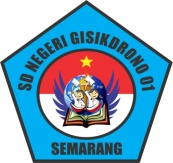 SD NEGERI GISIKDRONO 01
SEMARANG